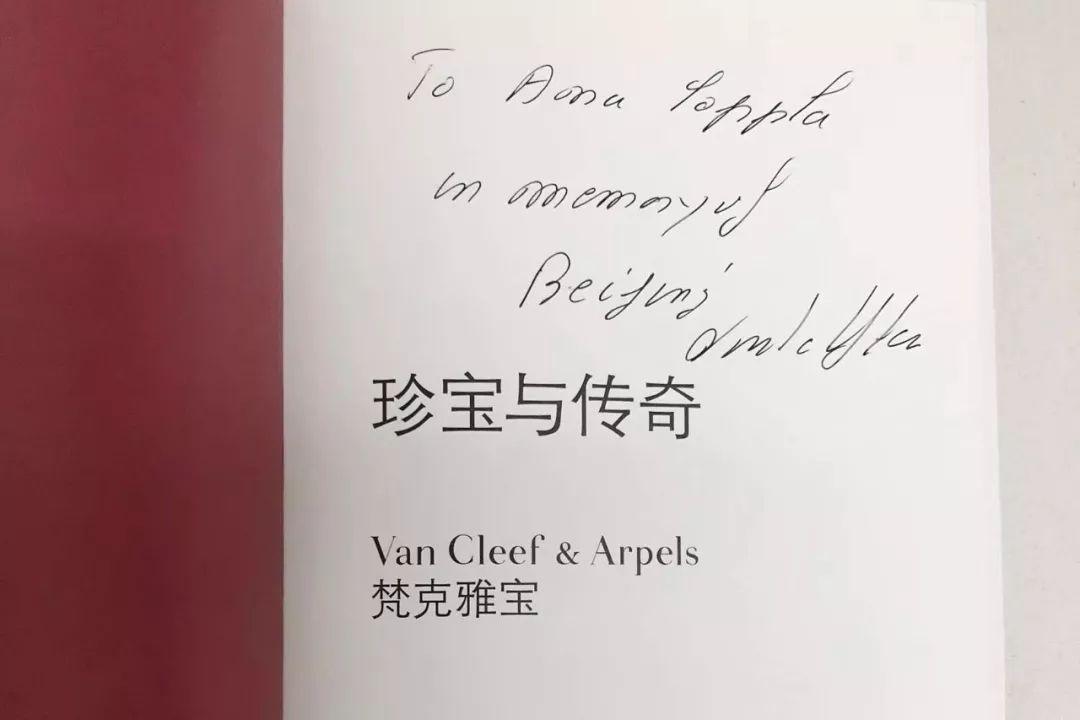 To Anna
in memory of
Beijing
珍宝与传奇
Van Cleef & Arpels
梵克雅宝